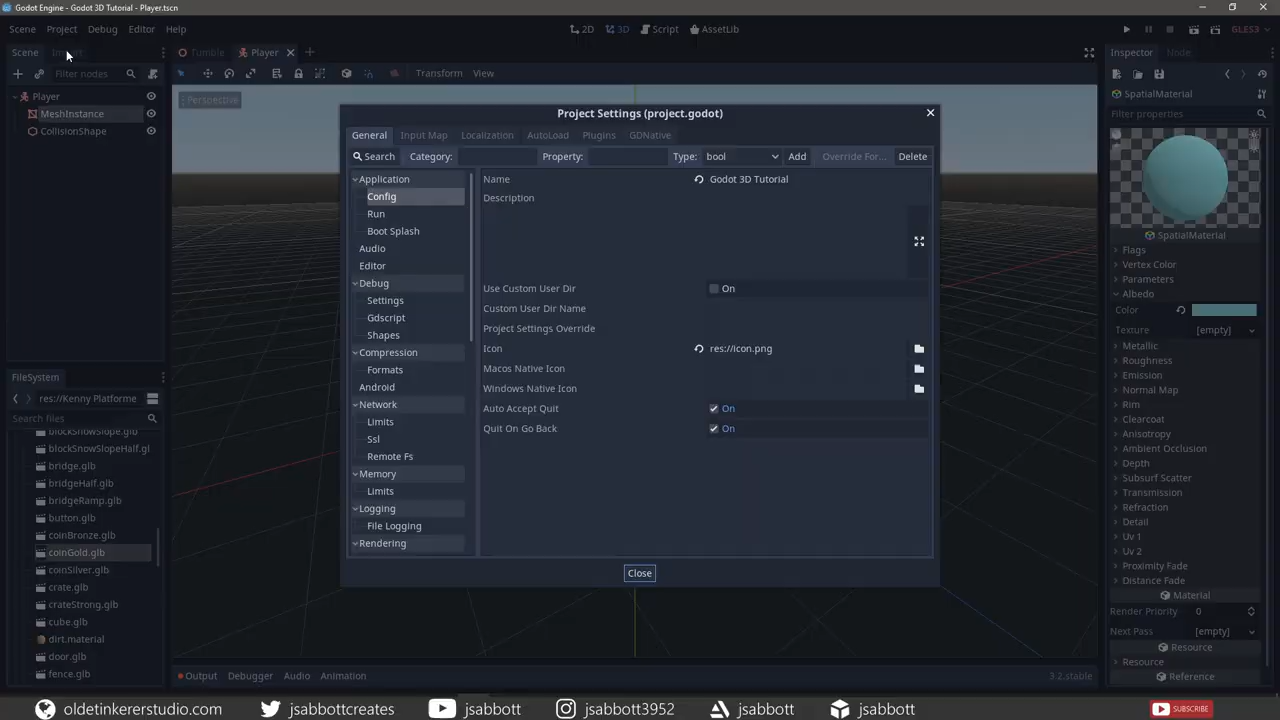 Godot Engine - Godot 3D Tutorial - Player.tscn
Scene Project Debug Editor Help
2D 3D Script AssetLib
GLES3
Scene Import
Tumble Player
Inspector Node
Filter nodes
Transform View
SpatialMaterial
Filter properties
Player
MeshInstance
CollisionShape
Perspective
Project Settings (project.godot)
General Input Map Localization AutoLoad Plugins GDNative
Search Category: Property: Type: bool Add Override For... Delete
Application
Config
Run
Boot Splash
Audio
Editor
Debug
Settings
Gdscript
Shapes
Compression
Formats
Android
Network
Limits
Ssl
Remote Fs
Memory
Limits
Logging
File Logging
Rendering
Name Godot 3D Tutorial
Description
Use Custom User Dir On
Custom User Dir Name
Project Settings Override
Icon res://icon.png
Macos Native Icon
Windows Native Icon
Auto Accept Quit On
Quit On Go Back On
Close
SpatialMaterial
Flags
Vertex Color
Parameters
Albedo
Color
Texture [empty]
Metallic
Roughness
Emission
Normal Map
Rim
Clearcoat
Anisotropy
Ambient Occlusion
Depth
Subsurf Scatter
Transmission
Refraction
Detail
Uv 1
Uv 2
Proximity Fade
Distance Fade
Material
Render Priority 0
Next Pass [empty]
Resource
Resource
Reference
FileSystem
res://Kenny Platforme
Search files
blockSnowSlope.glb
blockSnowSlopeHalf.gl
bridge.glb
bridgeHalf.glb
bridgeRamp.glb
button.glb
coinBronze.glb
coinGold.glb
coinSilver.glb
crate.glb
crateStrong.glb
cube.glb
dirt.material
door.glb
fence.glb
Output Debugger Audio Animation
3.2.stable
oldetinkererstudio.com jsabbottcreates jsabbott jsabbott3952 jsabbott jsabbott SUBSCRIBE